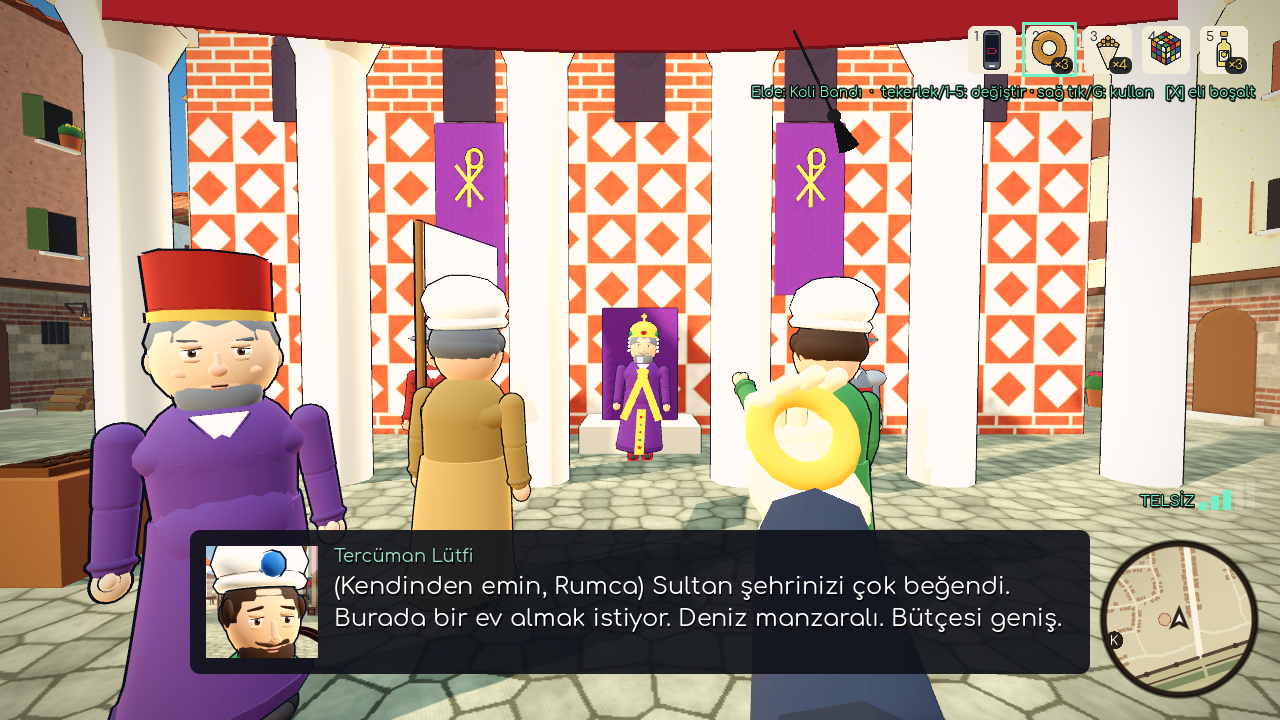 1 2 3 4 5
×3 ×4 ×3
Elde: Koli Bandı · tekerlek/1-5: değiştir · sağ tık/G: kullan [X] eli boşalt
TELSİZ
Tercüman Lütfi
(Kendinden emin, Rumca) Sultan şehrinizi çok beğendi.
Burada bir ev almak istiyor. Deniz manzaralı. Bütçesi geniş.
K